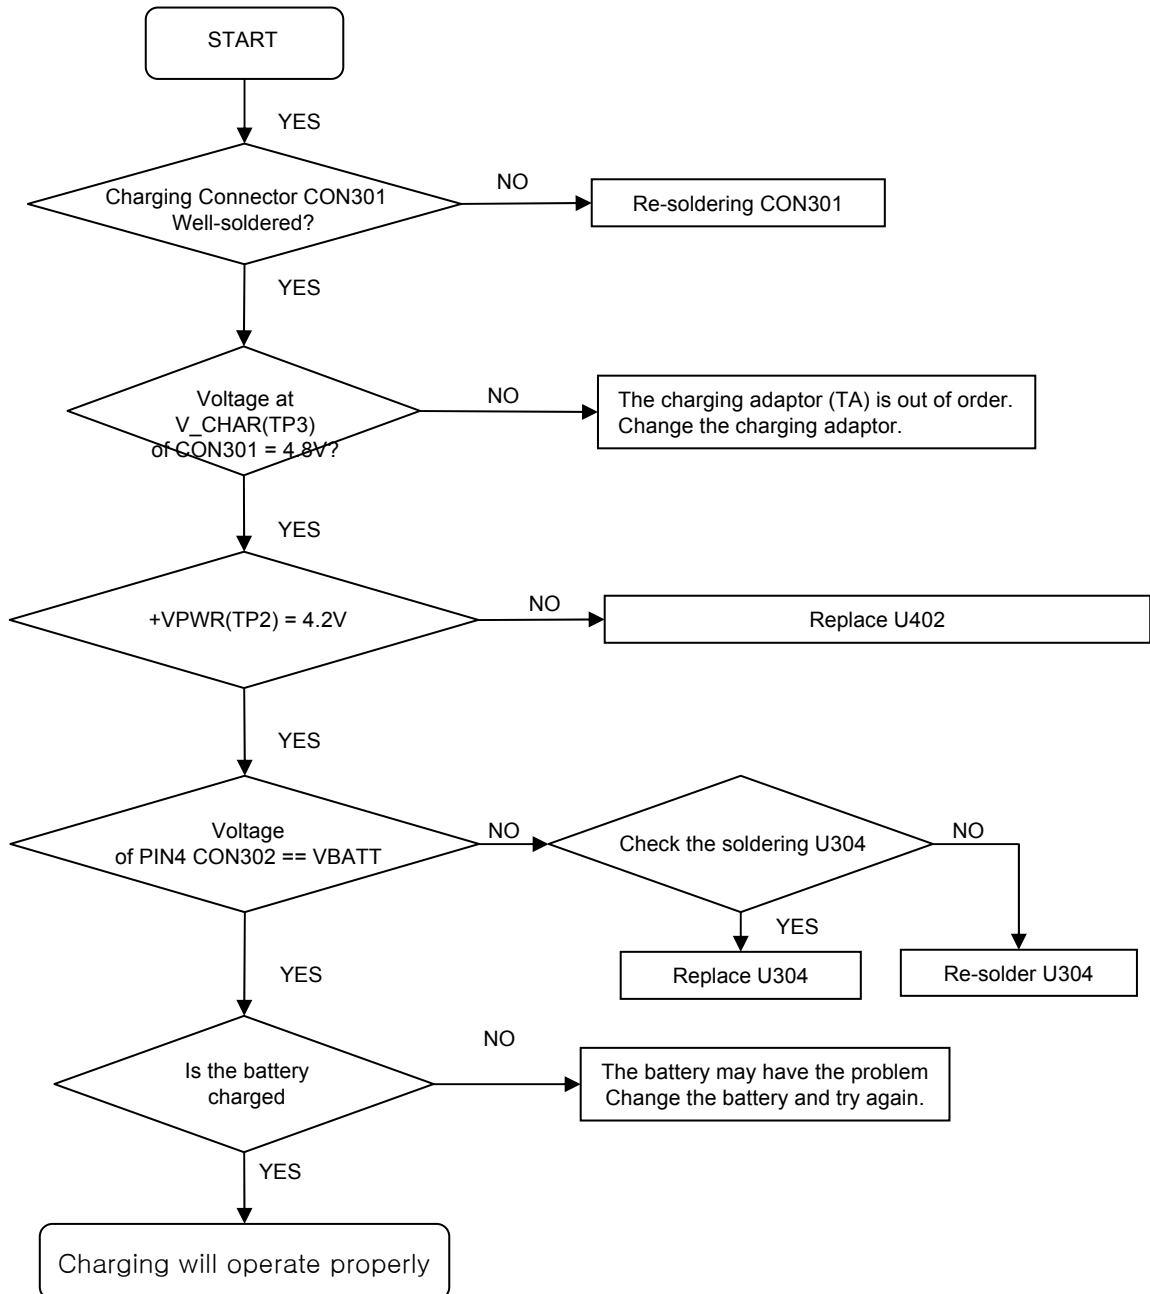 START
YES
Charging Connector CON301
Well-soldered?
NO
Re-soldering CON301
YES
Voltage at
V_CHAR(TP3)
of CON301 = 4.8V?
NO
The charging adaptor (TA) is out of order.
Change the charging adaptor.
YES
+VPWR(TP2) = 4.2V
NO
Replace U402
YES
Voltage
of PIN4 CON302 == VBATT
NO
Check the soldering U304
NO
YES
Replace U304
Re-solder U304
YES
Is the battery
charged
NO
The battery may have the problem
Change the battery and try again.
YES
Charging will operate properly